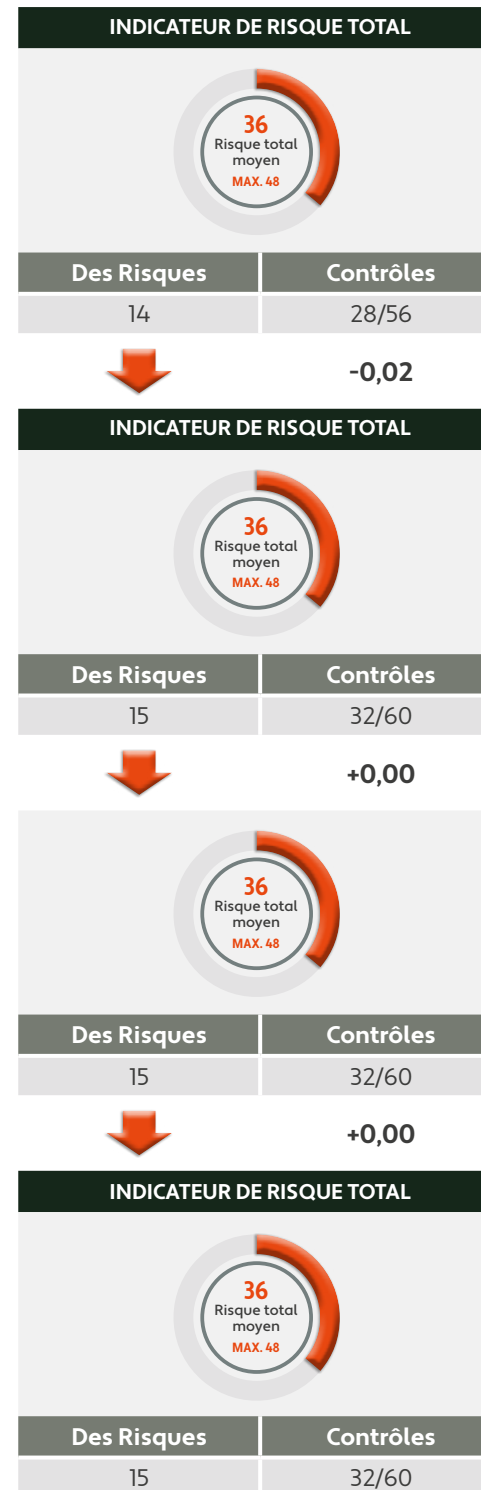 INDICATEUR DE RISQUE TOTAL
36
Risque total
moyen
MAX. 48
Des Risques Contrôles
14 28/56
-0,02
INDICATEUR DE RISQUE TOTAL
36
Risque total
moyen
MAX. 48
Des Risques Contrôles
15 32/60
+0,00
36
Risque total
moyen
MAX. 48
Des Risques Contrôles
15 32/60
+0,00
INDICATEUR DE RISQUE TOTAL
36
Risque total
moyen
MAX. 48
Des Risques Contrôles
15 32/60